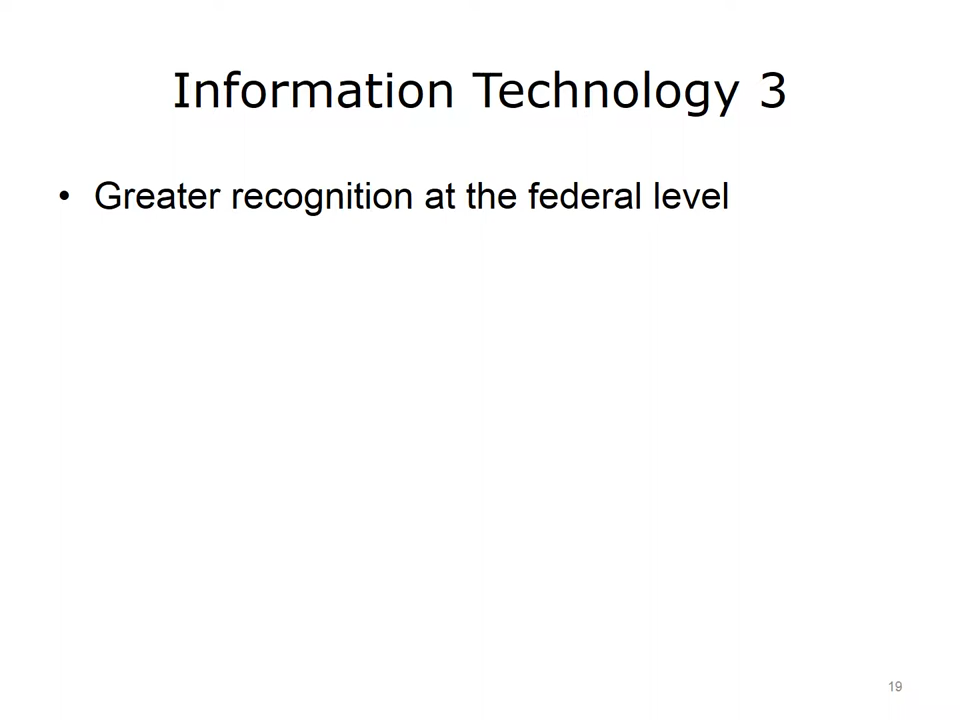 Information Technology 3
• Greater recognition at the federal level
19